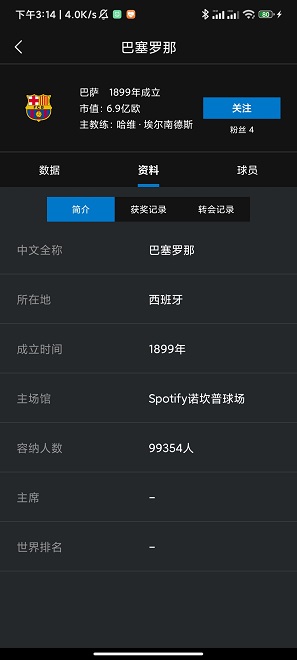 下午3:14 | 4.0K/s
80
巴塞罗那
巴萨 1899年成立
市值: 6.9亿欧
主教练: 哈维·埃尔南德斯
关注
粉丝 4
数据 资料 球员
简介 获奖记录 转会记录
中文全称 巴塞罗那
所在地 西班牙
成立时间 1899年
主场馆 Spotify诺坎普球场
容纳人数 99354人
主席 –
世界排名 –